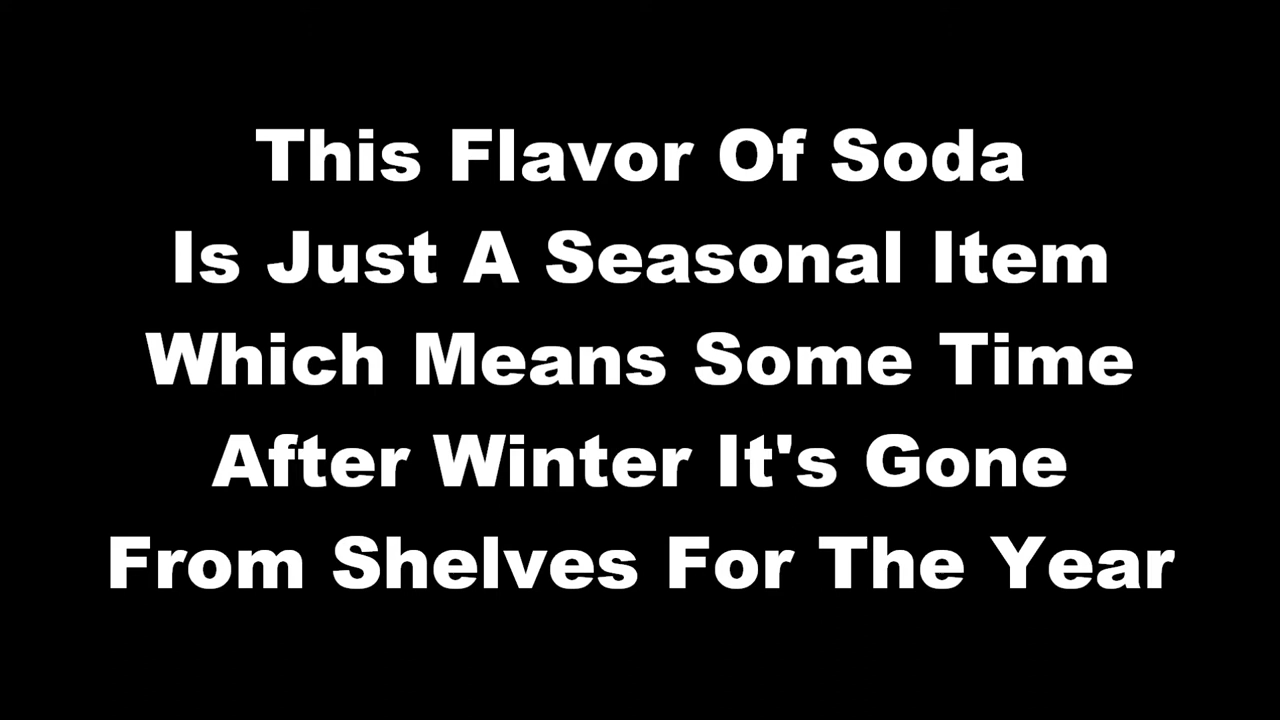 This Flavor Of Soda
Is Just A Seasonal Item
Which Means Some Time
After Winter It's Gone
From Shelves For The Year